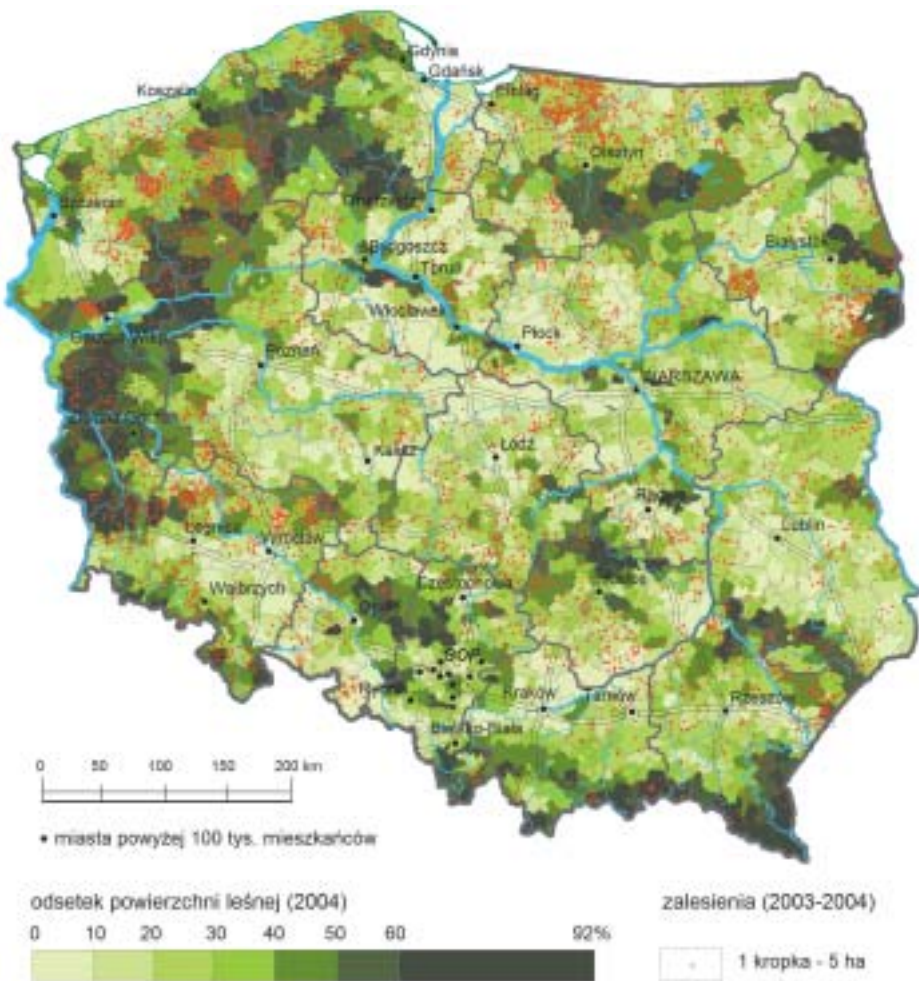 Gdynia
Gdańsk
Koszalin
Elbląg
Olsztyn
Szczecin
Bydgoszcz
Białystok
Toruń
Włocławek
Płock
Poznań
WARSZAWA
Kalisz
Łódź
Radom
Legnica
Wrocław
Lublin
Wałbrzych
Częstochowa
Kielce
GOP
Kraków
Tarnów
Rzeszów
Bielsko-Biała
0 50 100 150 200 km
• miasta powyżej 100 tys. mieszkańców
odsetek powierzchni leśnej (2004)
0 10 20 30 40 50 60 92%
zalesienia (2003-2004)
1 kropka - 5 ha